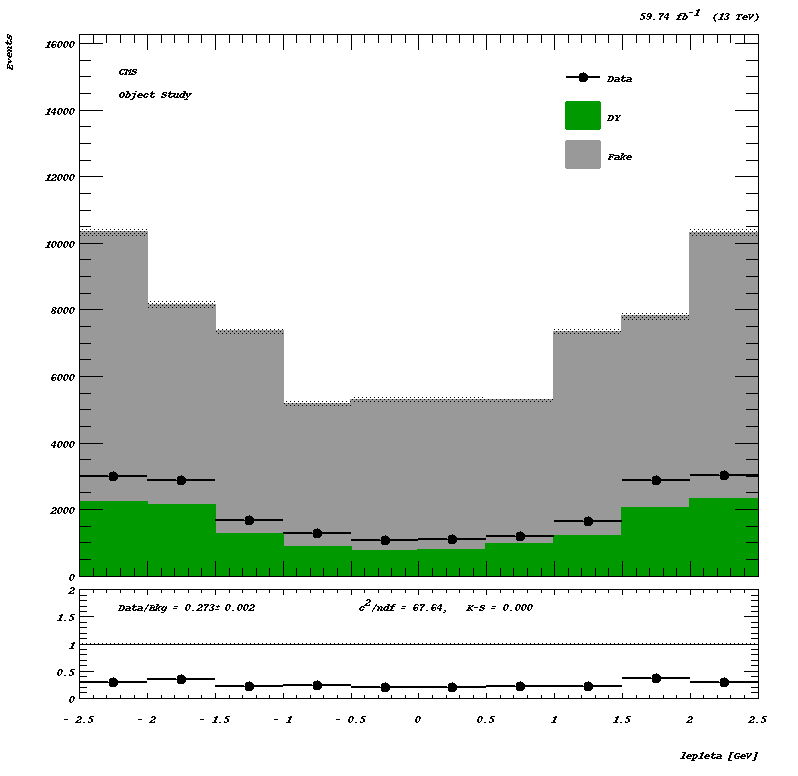 59.74 fb-1 (13 TeV)
Events
16000
CMS
Data
Object Study
14000
DY
Fake
12000
10000
8000
6000
4000
2000
0
2
Data/Bkg = 0.273± 0.002 c2/ndf = 67.64, K-S = 0.000
1.5
1
0.5
0
- 2.5 - 2 - 1.5 - 1 - 0.5 0 0.5 1 1.5 2 2.5
lep1eta [GeV]